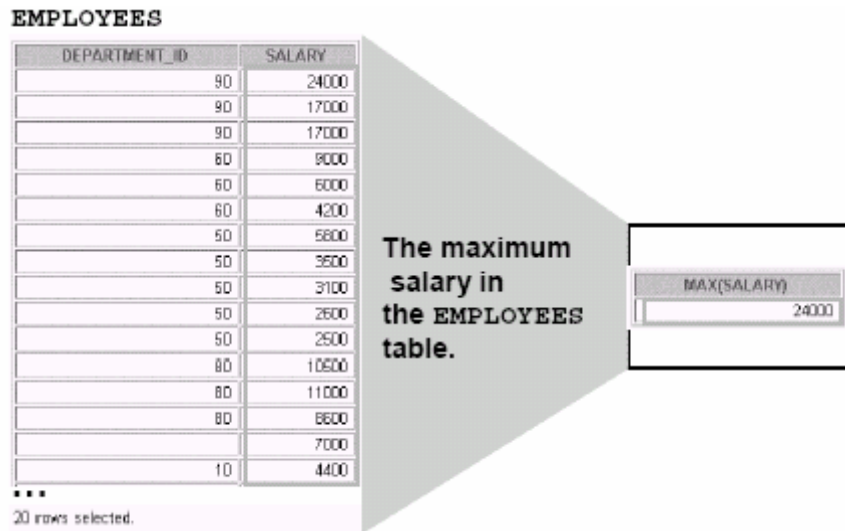 EMPLOYEES
DEPARTMENT_ID SALARY
90 24000
90 17000
90 17000
60 9000
60 6000
60 4200
50 5800
50 3500
50 3100
50 2600
50 2500
80 10500
80 11000
80 8600
7000
10 4400
...
20 rows selected.
The maximum
salary in
the EMPLOYEES
table.
MAX(SALARY)
24000